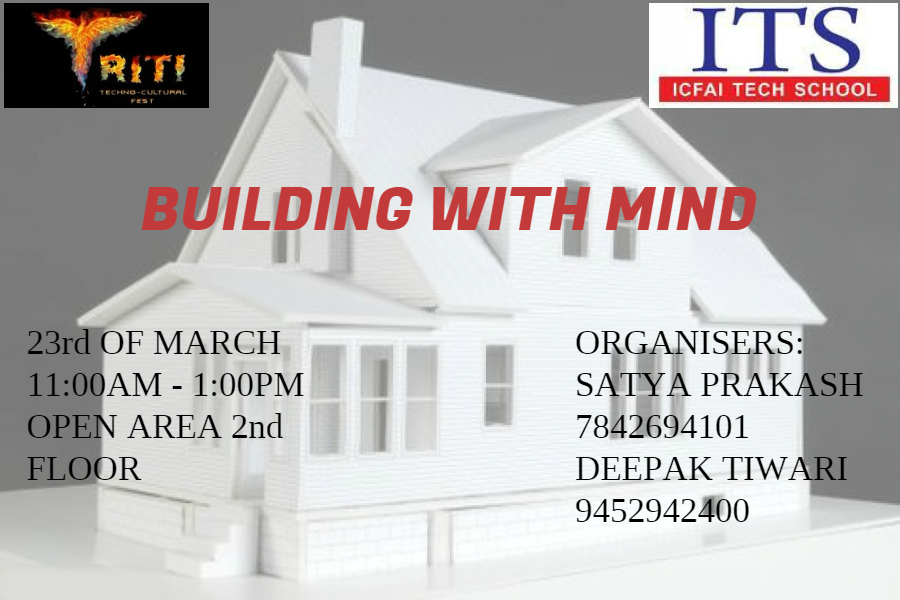 TRITI
TECHNO-CULTURAL
FEST
ITS
ICFAI TECH SCHOOL
BUILDING WITH MIND
23rd OF MARCH
11:00AM - 1:00PM
OPEN AREA 2nd
FLOOR
ORGANISERS:
SATYA PRAKASH
7842694101
DEEPAK TIWARI
9452942400